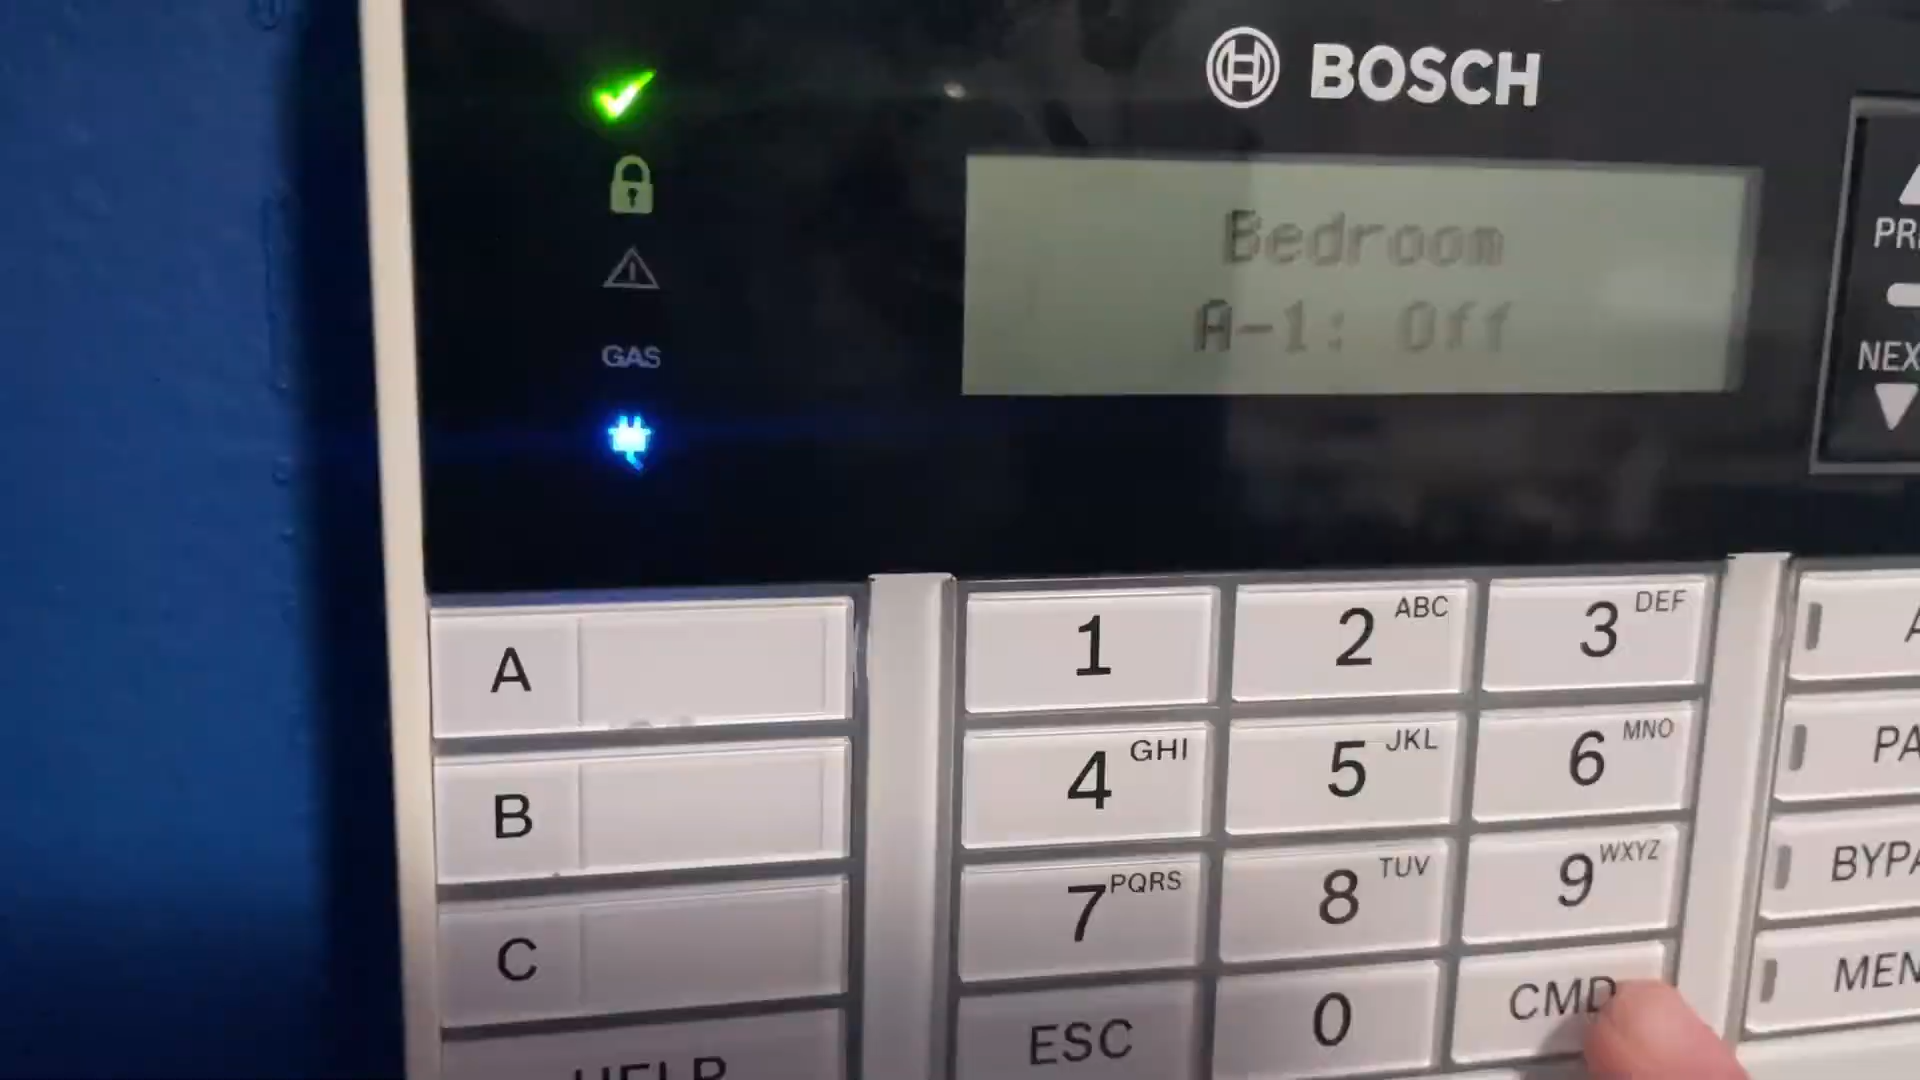 BOSCH
Bedroom
A-1: Off
GAS
1
2 ABC
3 DEF
4 GHI
5 JKL
6 MNO
7 PQRS
8 TUV
9 WXYZ
ESC
0
CMD
A
B
C
HELP